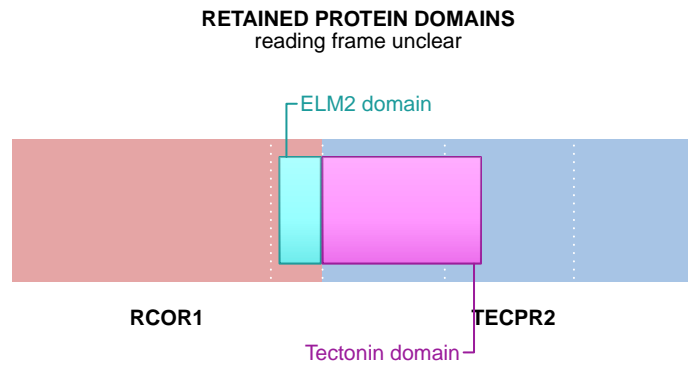 RETAINED PROTEIN DOMAINS
reading frame unclear
ELM2 domain
RCOR1
TECPR2
Tectonin domain